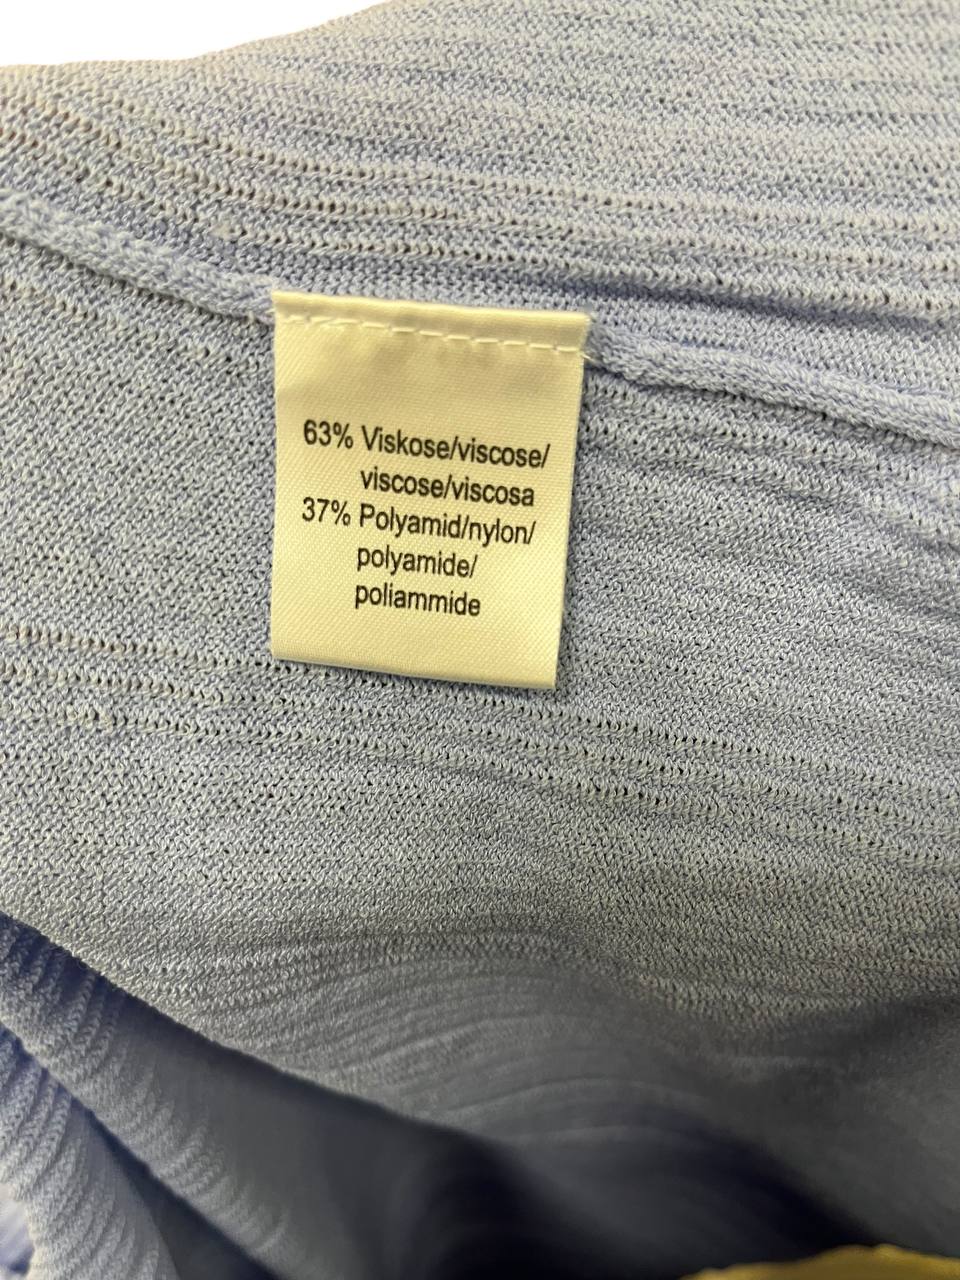 63% Viskose/viscose/
viscose/viscosa
37% Polyamid/nylon/
polyamide/
poliammide